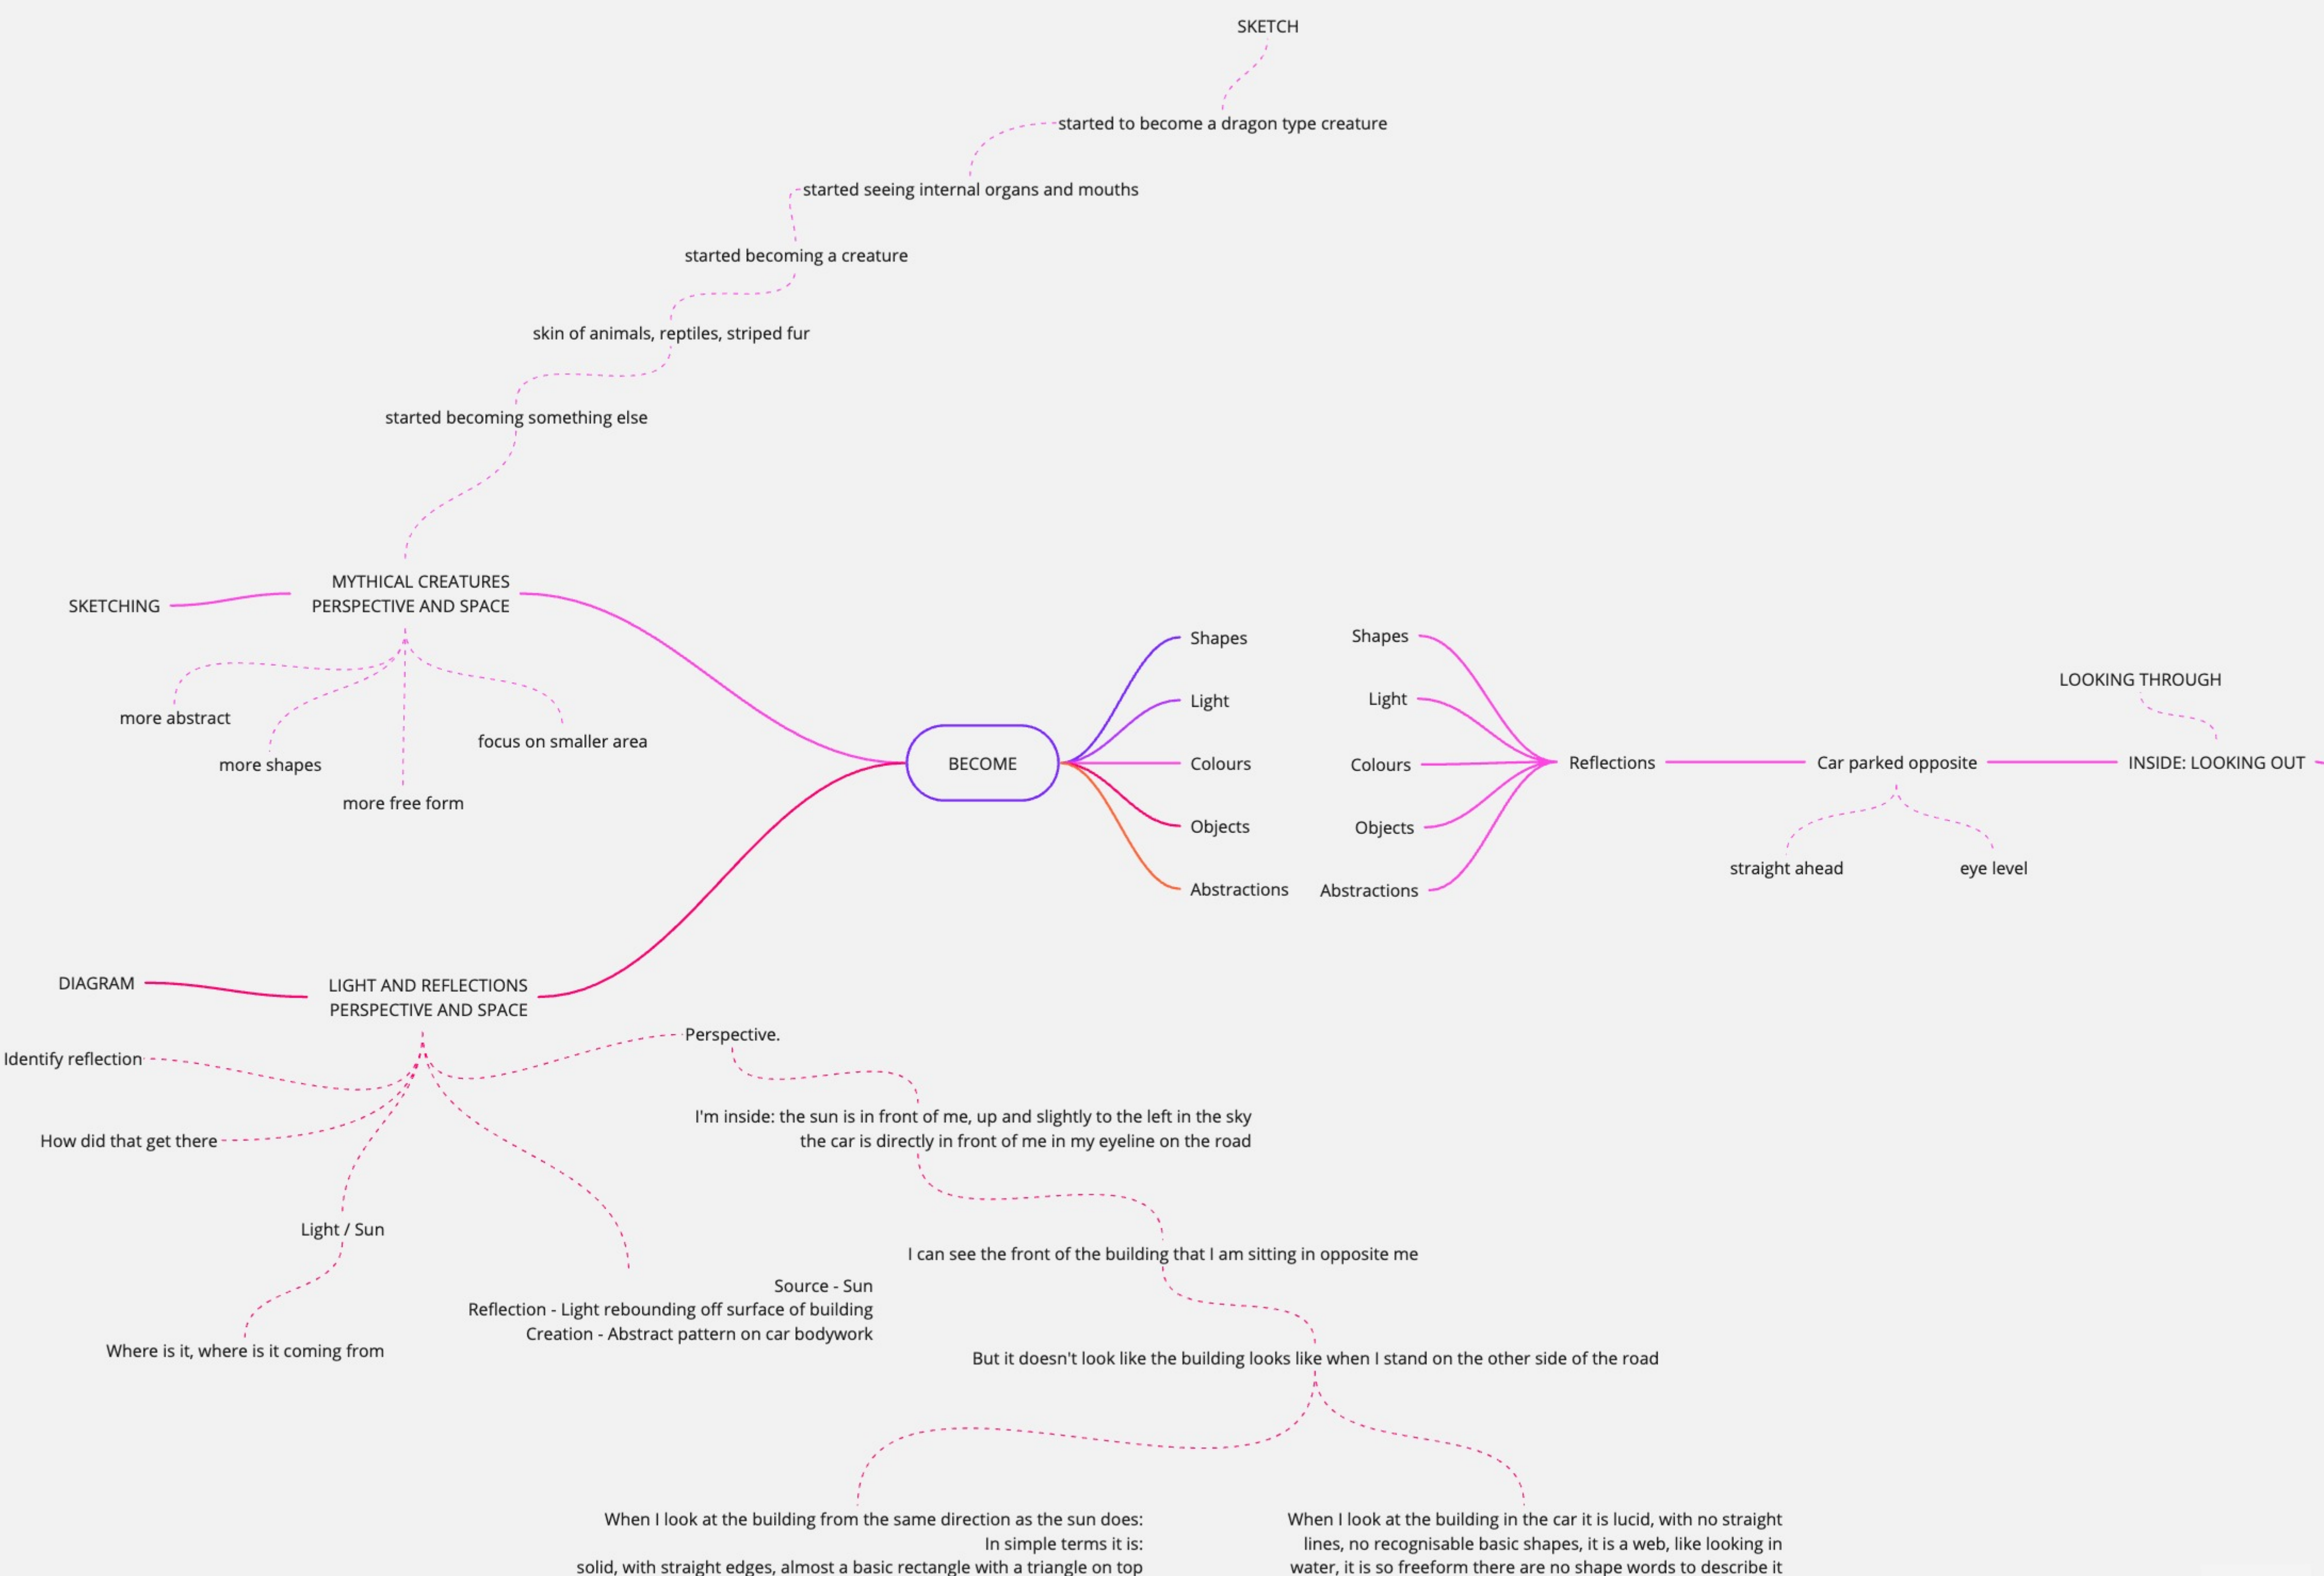 SKETCH
started to become a dragon type creature
started seeing internal organs and mouths
started becoming a creature
skin of animals, reptiles, striped fur
started becoming something else
MYTHICAL CREATURES
PERSPECTIVE AND SPACE
SKETCHING
more abstract
more shapes
more free form
focus on smaller area
BECOME
Shapes
Light
Colours
Objects
Abstractions
Shapes
Light
Colours
Objects
Abstractions
Reflections
Car parked opposite
straight ahead
eye level
LOOKING THROUGH
INSIDE: LOOKING OUT
DIAGRAM
LIGHT AND REFLECTIONS
PERSPECTIVE AND SPACE
Identify reflection
How did that get there
Light / Sun
Where is it, where is it coming from
Source - Sun
Reflection - Light rebounding off surface of building
Creation - Abstract pattern on car bodywork
Perspective.
I'm inside: the sun is in front of me, up and slightly to the left in the sky
the car is directly in front of me in my eyeline on the road
I can see the front of the building that I am sitting in opposite me
But it doesn't look like the building looks like when I stand on the other side of the road
When I look at the building from the same direction as the sun does:
In simple terms it is:
solid, with straight edges, almost a basic rectangle with a triangle on top
When I look at the building in the car it is lucid, with no straight
lines, no recognisable basic shapes, it is a web, like looking in
water, it is so freeform there are no shape words to describe it